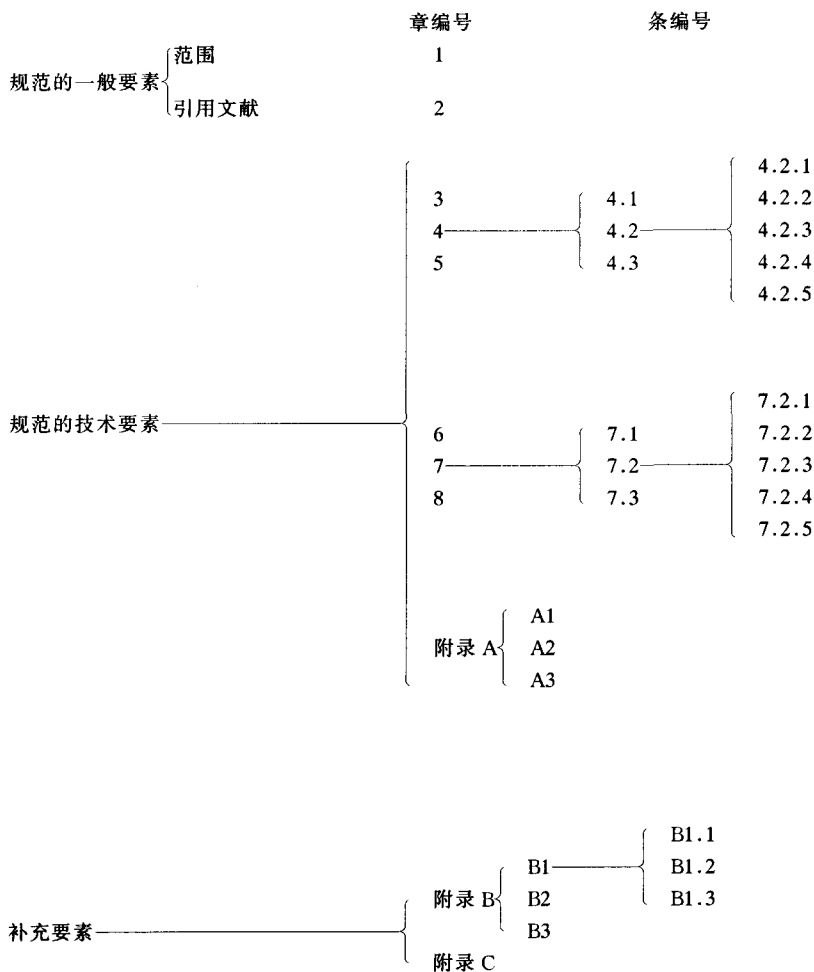 章编号 条编号
范围 1
规范的一般要素
引用文献 2
4.2.1
3 4.1 4.2.2
4 4.2 4.2.3
5 4.3 4.2.4
4.2.5
7.2.1
规范的技术要素
6 7.1 7.2.2
7 7.2 7.2.3
8 7.3 7.2.4
7.2.5
A1
附录 A A2
A3
B1.1
B1 B1.2
附录 B B2 B1.3
B3
补充要素
附录 C